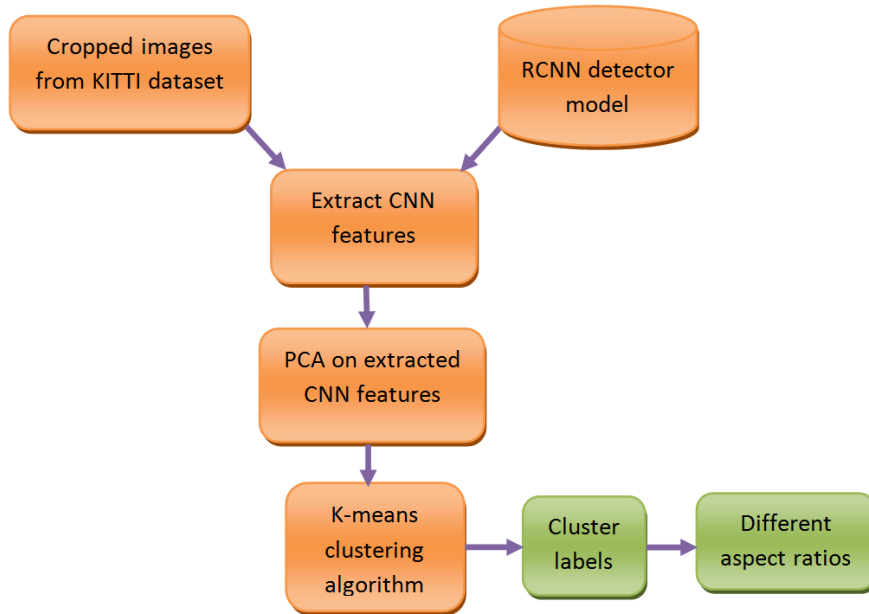 Cropped images
from KITTI dataset
RCNN detector
model
Extract CNN
features
PCA on extracted
CNN features
K-means
clustering
algorithm
Cluster
labels
Different
aspect ratios